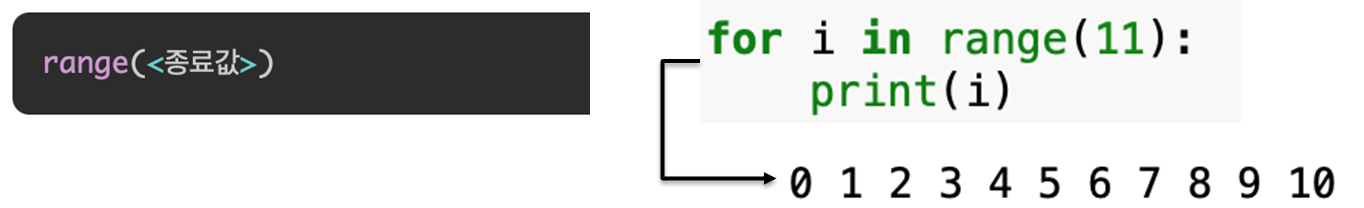 range(<종료값>)
for i in range(11):
    print(i)
0 1 2 3 4 5 6 7 8 9 10